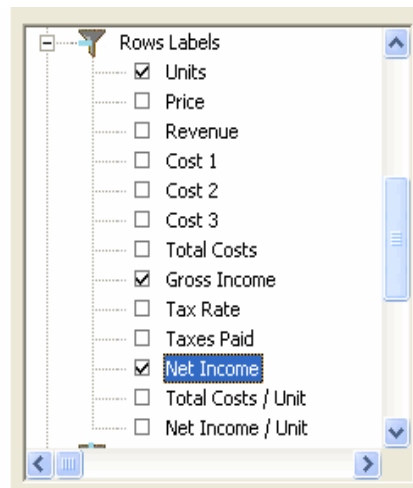 Rows Labels
Units
Price
Revenue
Cost 1
Cost 2
Cost 3
Total Costs
Gross Income
Tax Rate
Taxes Paid
Net Income
Total Costs / Unit
Net Income / Unit